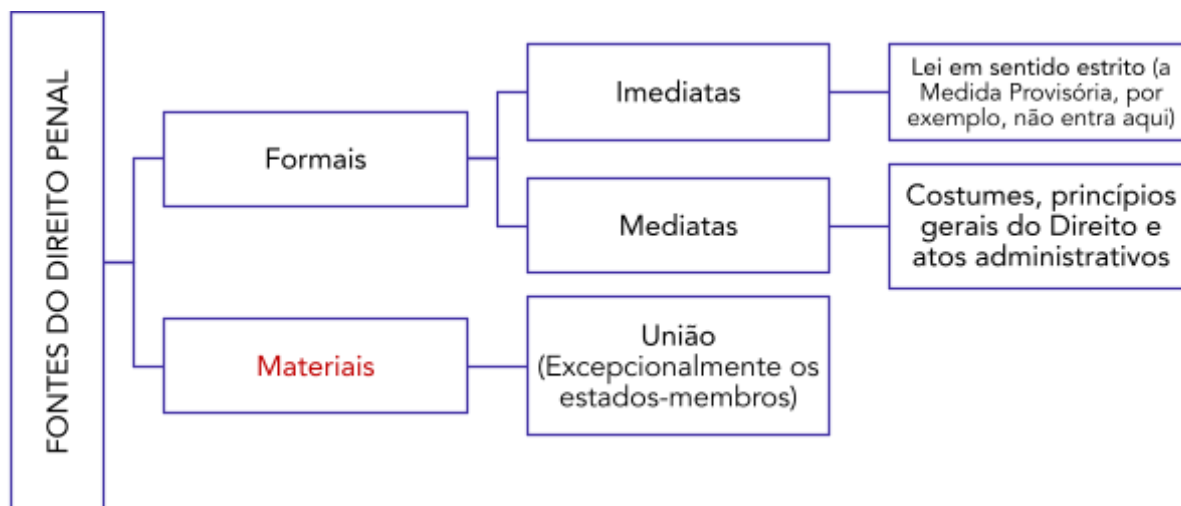 FONTES DO DIREITO PENAL
Formais
Imediatas
Lei em sentido estrito (a
Medida Provisória, por
exemplo, não entra aqui)
Mediatas
Costumes, princípios
gerais do Direito e
atos administrativos
Materiais
União
(Excepcionalmente os
estados-membros)